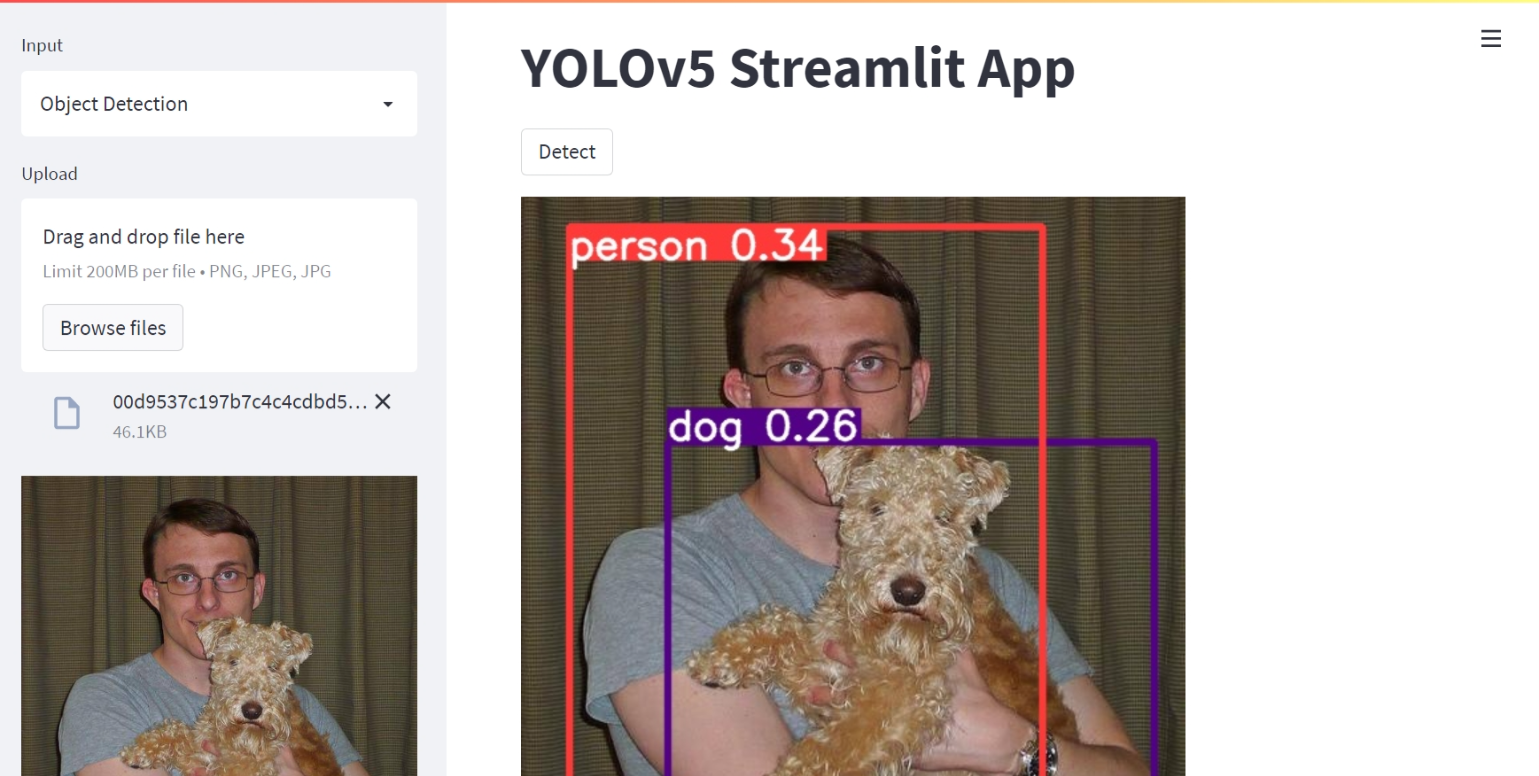 Input
Object Detection
Upload
Drag and drop file here
Limit 200MB per file • PNG, JPEG, JPG
Browse files
00d9537c197b7c4c4cdbd5...
46.1KB
YOLOv5 Streamlit App
Detect
person 0.34
dog 0.26